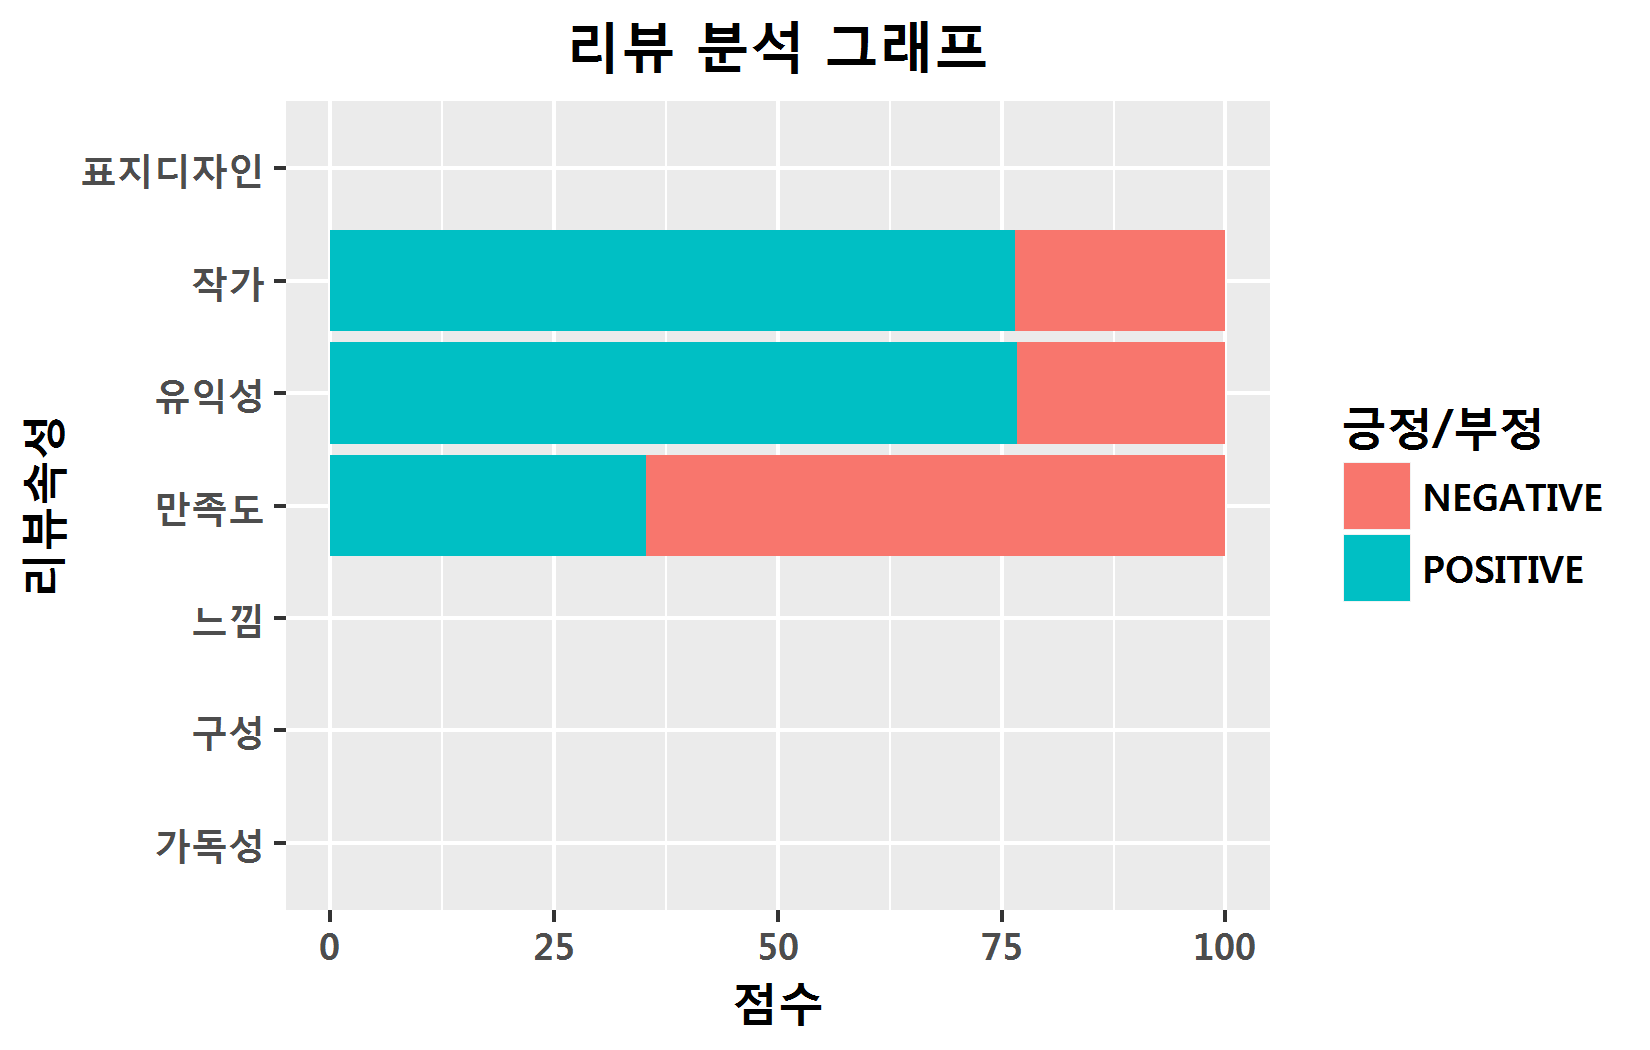 리뷰 분석 그래프
리뷰속성
표지디자인
작가
유익성
만족도
느낌
구성
가독성
0 25 50 75 100
점수
긍정/부정
NEGATIVE
POSITIVE